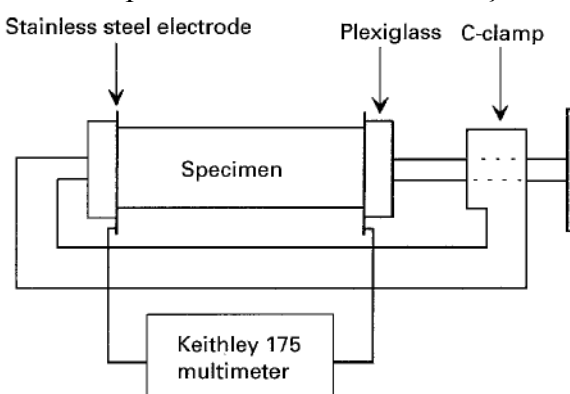 Stainless steel electrode
Plexiglass
C-clamp
Specimen
Keithley 175
multimeter